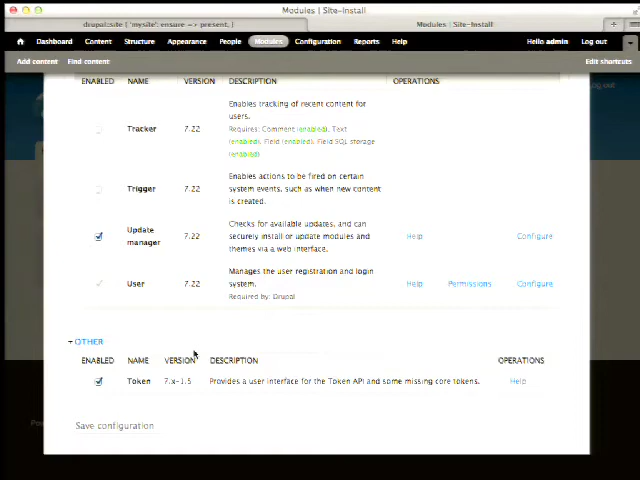 Modules | Site-Install
drupal::site { 'mysite': ensure => present, }
Modules | Site-Install
Dashboard Content Structure Appearance People Modules Configuration Reports Help Hello admin Log out
Add content Find content Edit shortcuts
Log out
ENABLED NAME VERSION DESCRIPTION OPERATIONS
Enables tracking of recent content for
users.
Tracker 7.22
Requires: Comment (enabled), Text
(enabled), Field (enabled), Field SQL storage
(enabled)
Enables actions to be fired on certain
Trigger 7.22 system events, such as when new content
is created.
Checks for available updates, and can
Update manager 7.22 securely install or update modules and Help Configure
themes via a web interface.
Manages the user registration and login
User 7.22 system. Help Permissions Configure
Required by: Drupal
OTHER
ENABLED NAME VERSION DESCRIPTION OPERATIONS
Token 7.x-1.5 Provides a user interface for the Token API and some missing core tokens. Help
Save configuration